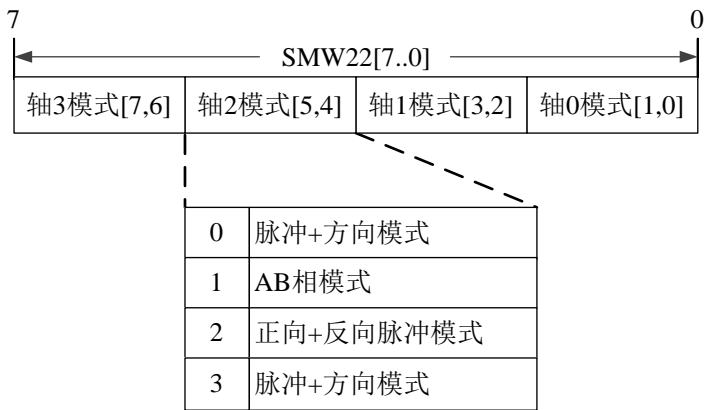 7 0
SMW22[7..0]
轴3模式[7,6] 轴2模式[5,4] 轴1模式[3,2] 轴0模式[1,0]
0 脉冲+方向模式
1 AB相模式
2 正向+反向脉冲模式
3 脉冲+方向模式